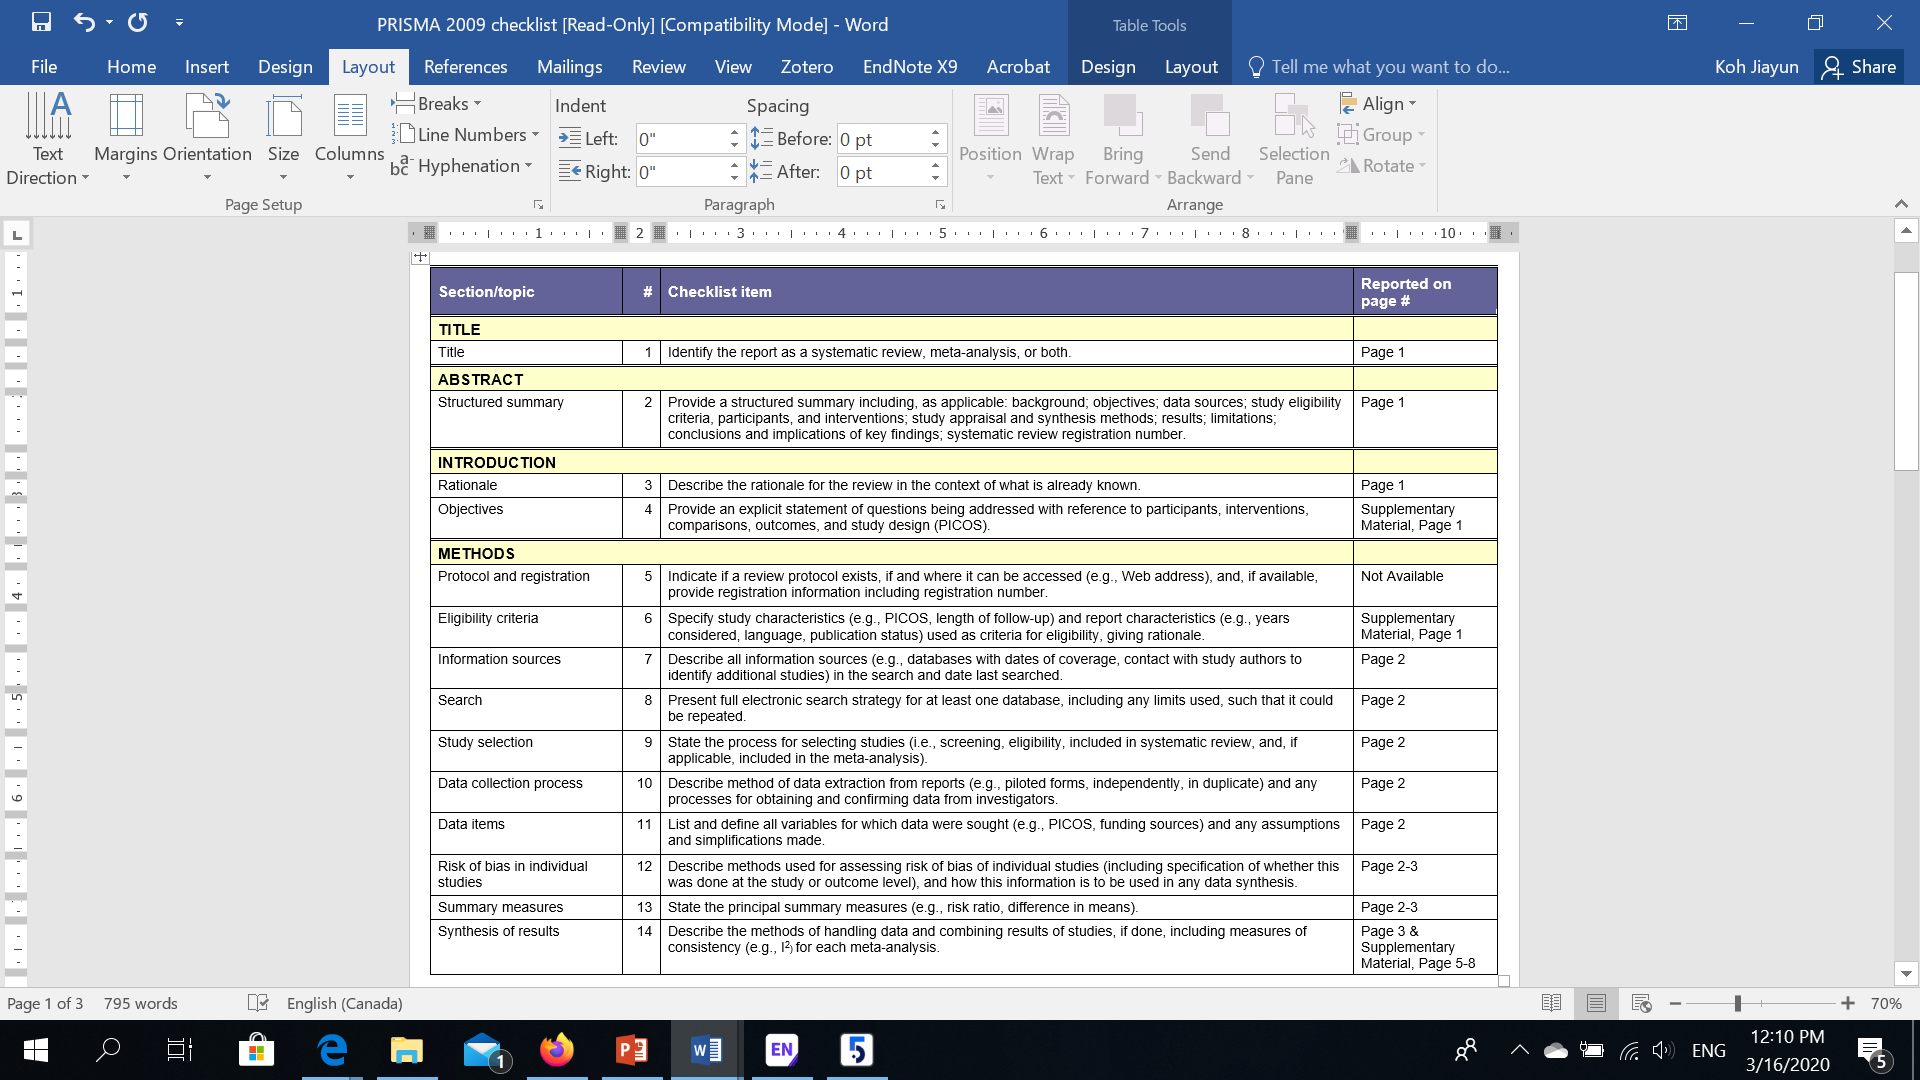 PRISMA 2009 checklist [Read-Only] [Compatibility Mode] - Word
Table Tools
File Home Insert Design Layout References Mailings Review View Zotero EndNote X9 Acrobat Design Layout Tell me what you want to do... Koh Jiayun Share
Text Direction
Margins
Orientation
Size
Columns
Breaks
Line Numbers
Hyphenation
Page Setup
Indent
Left: 0"
Right: 0"
Spacing
Before: 0 pt
After: 0 pt
Paragraph
Position
Wrap Text
Bring Forward
Send Backward
Selection Pane
Align
Group
Rotate
Arrange
L
1 2 3 4 5 6 7 8 10
Section/topic # Checklist item Reported on page #
TITLE
Title 1 Identify the report as a systematic review, meta-analysis, or both. Page 1
ABSTRACT
Structured summary 2 Provide a structured summary including, as applicable: background; objectives; data sources; study eligibility Page 1
criteria, participants, and interventions; study appraisal and synthesis methods; results; limitations;
conclusions and implications of key findings; systematic review registration number.
INTRODUCTION
Rationale 3 Describe the rationale for the review in the context of what is already known. Page 1
Objectives 4 Provide an explicit statement of questions being addressed with reference to participants, interventions, Supplementary
comparisons, outcomes, and study design (PICOS). Material, Page 1
METHODS
Protocol and registration 5 Indicate if a review protocol exists, if and where it can be accessed (e.g., Web address), and, if available, Not Available
provide registration information including registration number.
Eligibility criteria 6 Specify study characteristics (e.g., PICOS, length of follow-up) and report characteristics (e.g., years Supplementary
considered, language, publication status) used as criteria for eligibility, giving rationale. Material, Page 1
Information sources 7 Describe all information sources (e.g., databases with dates of coverage, contact with study authors to Page 2
identify additional studies) in the search and date last searched.
Search 8 Present full electronic search strategy for at least one database, including any limits used, such that it could Page 2
be repeated.
Study selection 9 State the process for selecting studies (i.e., screening, eligibility, included in systematic review, and, if Page 2
applicable, included in the meta-analysis).
Data collection process 10 Describe method of data extraction from reports (e.g., piloted forms, independently, in duplicate) and any Page 2
processes for obtaining and confirming data from investigators.
Data items 11 List and define all variables for which data were sought (e.g., PICOS, funding sources) and any assumptions Page 2
and simplifications made.
Risk of bias in individual 12 Describe methods used for assessing risk of bias of individual studies (including specification of whether this Page 2-3
studies was done at the study or outcome level), and how this information is to be used in any data synthesis.
Summary measures 13 State the principal summary measures (e.g., risk ratio, difference in means). Page 2-3
Synthesis of results 14 Describe the methods of handling data and combining results of studies, if done, including measures of Page 3 &
consistency (e.g., I²) for each meta-analysis. Supplementary
Material, Page 5-8
Page 1 of 3 795 words English (Canada) 70%
1 EN 5 ENG
12:10 PM
3/16/2020
5